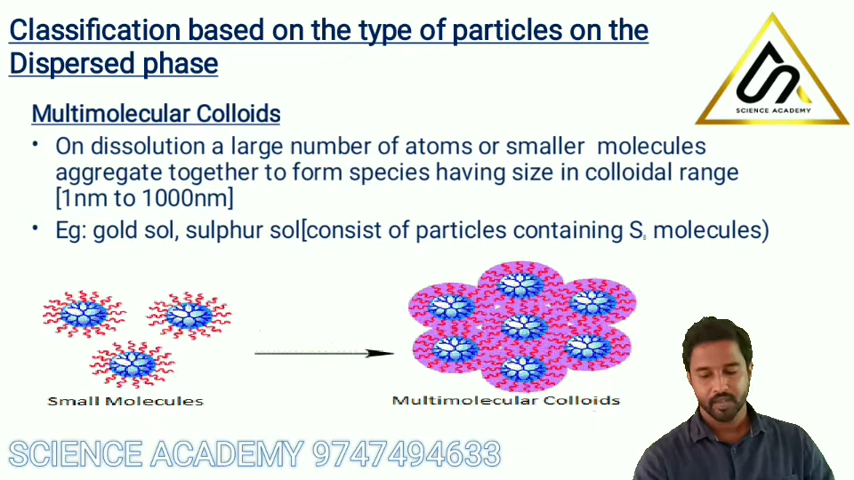 Classification based on the type of particles on the
Dispersed phase
SCIENCE ACADEMY
Multimolecular Colloids
• On dissolution a large number of atoms or smaller molecules
aggregate together to form species having size in colloidal range
[1nm to 1000nm]
• Eg: gold sol, sulphur sol[consist of particles containing S₈ molecules)
Small Molecules
Multimolecular Colloids
SCIENCE ACADEMY 9747494633